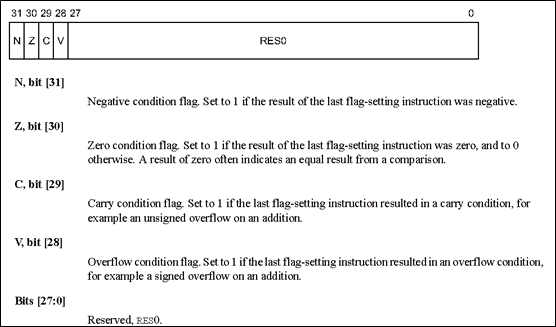 31 30 29 28 27 0
N Z C V RES0
N, bit [31]
Negative condition flag. Set to 1 if the result of the last flag-setting instruction was negative.
Z, bit [30]
Zero condition flag. Set to 1 if the result of the last flag-setting instruction was zero, and to 0
otherwise. A result of zero often indicates an equal result from a comparison.
C, bit [29]
Carry condition flag. Set to 1 if the last flag-setting instruction resulted in a carry condition, for
example an unsigned overflow on an addition.
V, bit [28]
Overflow condition flag. Set to 1 if the last flag-setting instruction resulted in an overflow condition,
for example a signed overflow on an addition.
Bits [27:0]
Reserved, RES0.